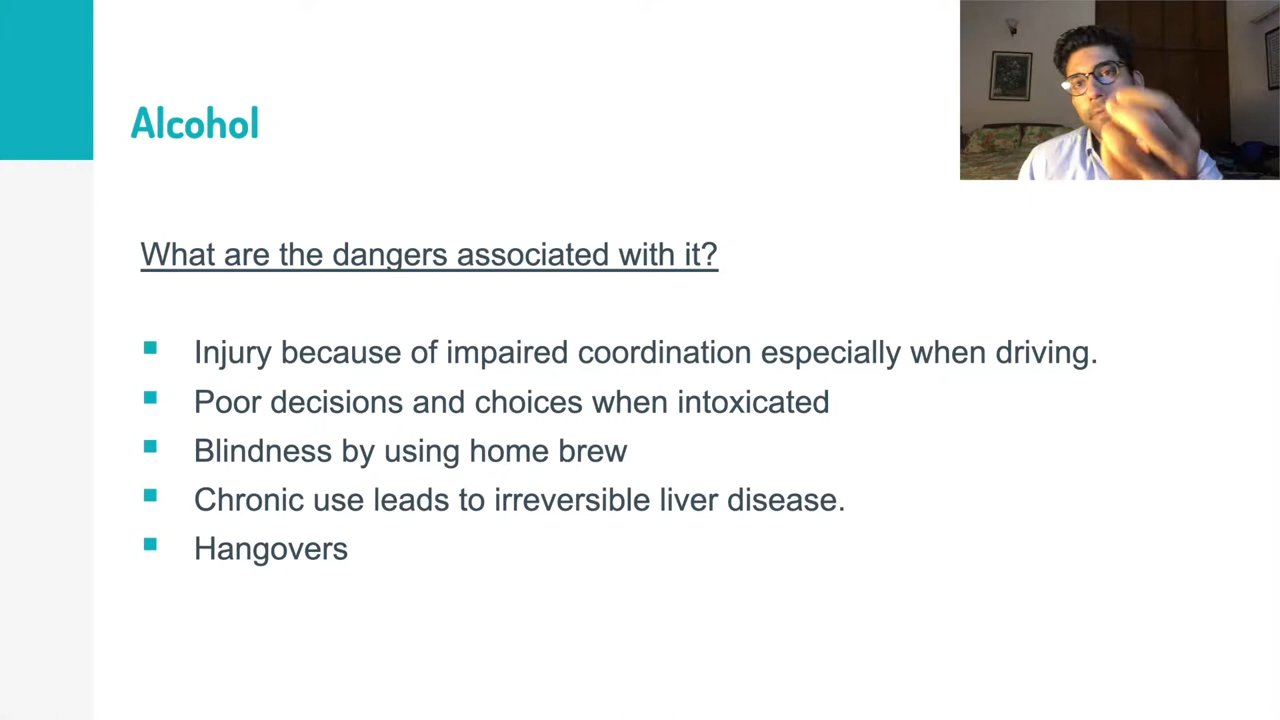 Alcohol
What are the dangers associated with it?
Injury because of impaired coordination especially when driving.
Poor decisions and choices when intoxicated
Blindness by using home brew
Chronic use leads to irreversible liver disease.
Hangovers